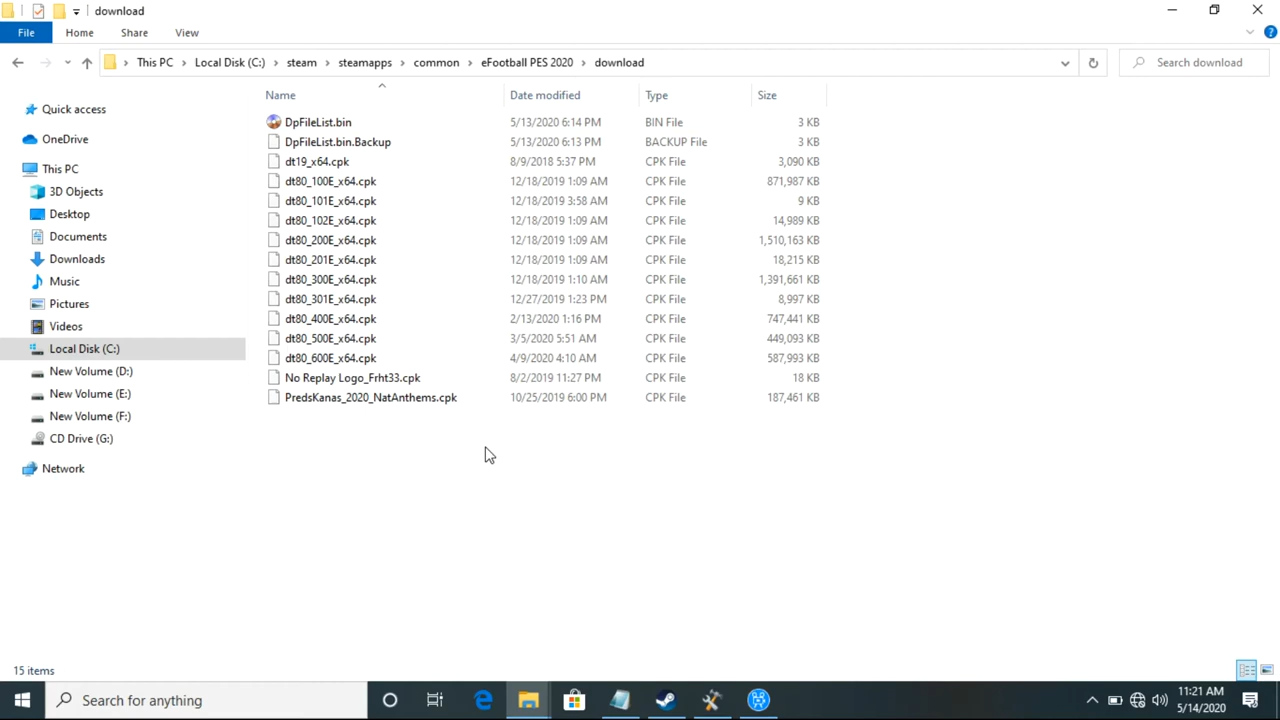 download
File Home Share View
This PC Local Disk (C:) steam steamapps common eFootball PES 2020 download Search download
Name Date modified Type Size
Quick access
OneDrive
This PC
3D Objects
Desktop
Documents
Downloads
Music
Pictures
Videos
Local Disk (C:)
New Volume (D:)
New Volume (E:)
New Volume (F:)
CD Drive (G:)
Network
DpFileList.bin 5/13/2020 6:14 PM BIN File 3 KB
DpFileList.bin.Backup 5/13/2020 6:13 PM BACKUP File 3 KB
dt19_x64.cpk 8/9/2018 5:37 PM CPK File 3,090 KB
dt80_100E_x64.cpk 12/18/2019 1:09 AM CPK File 871,987 KB
dt80_101E_x64.cpk 12/18/2019 3:58 AM CPK File 9 KB
dt80_102E_x64.cpk 12/18/2019 1:09 AM CPK File 14,989 KB
dt80_200E_x64.cpk 12/18/2019 1:09 AM CPK File 1,510,163 KB
dt80_201E_x64.cpk 12/18/2019 1:09 AM CPK File 18,215 KB
dt80_300E_x64.cpk 12/18/2019 1:10 AM CPK File 1,391,661 KB
dt80_301E_x64.cpk 12/27/2019 1:23 PM CPK File 8,997 KB
dt80_400E_x64.cpk 2/13/2020 1:16 PM CPK File 747,441 KB
dt80_500E_x64.cpk 3/5/2020 5:51 AM CPK File 449,093 KB
dt80_600E_x64.cpk 4/9/2020 4:10 AM CPK File 587,993 KB
No Replay Logo_Frht33.cpk 8/2/2019 11:27 PM CPK File 18 KB
PredsKanas_2020_NatAnthems.cpk 10/25/2019 6:00 PM CPK File 187,461 KB
15 items
Search for anything
11:21 AM
5/14/2020